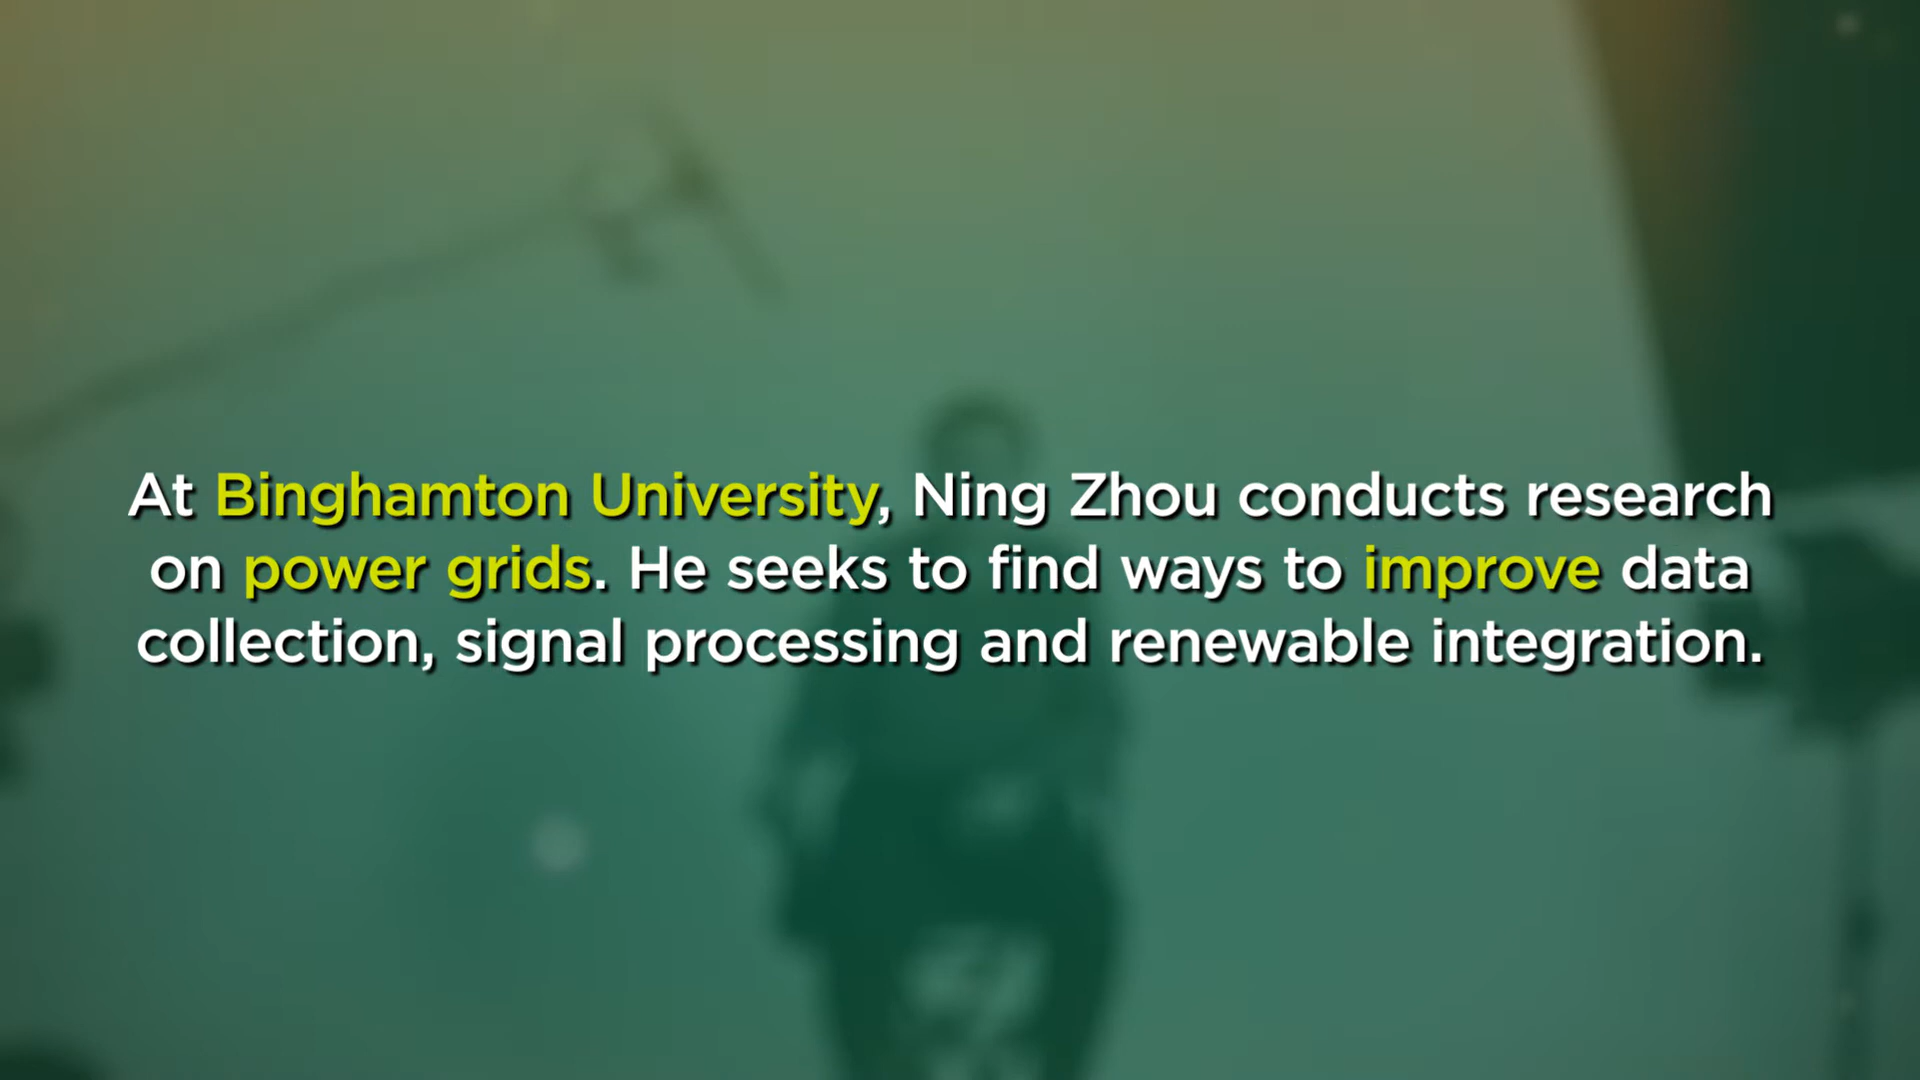 At Binghamton University, Ning Zhou conducts research
on power grids. He seeks to find ways to improve data
collection, signal processing and renewable integration.